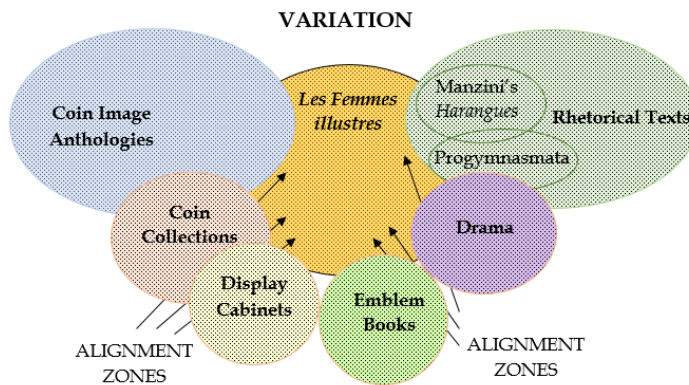 VARIATION
Coin Image
Anthologies
Les Femmes
illustres
Manzini's
Harangues
Rhetorical Texts
Progymnasmata
Coin
Collections
Drama
Display
Cabinets
Emblem
Books
ALIGNMENT
ZONES
ALIGNMENT
ZONES